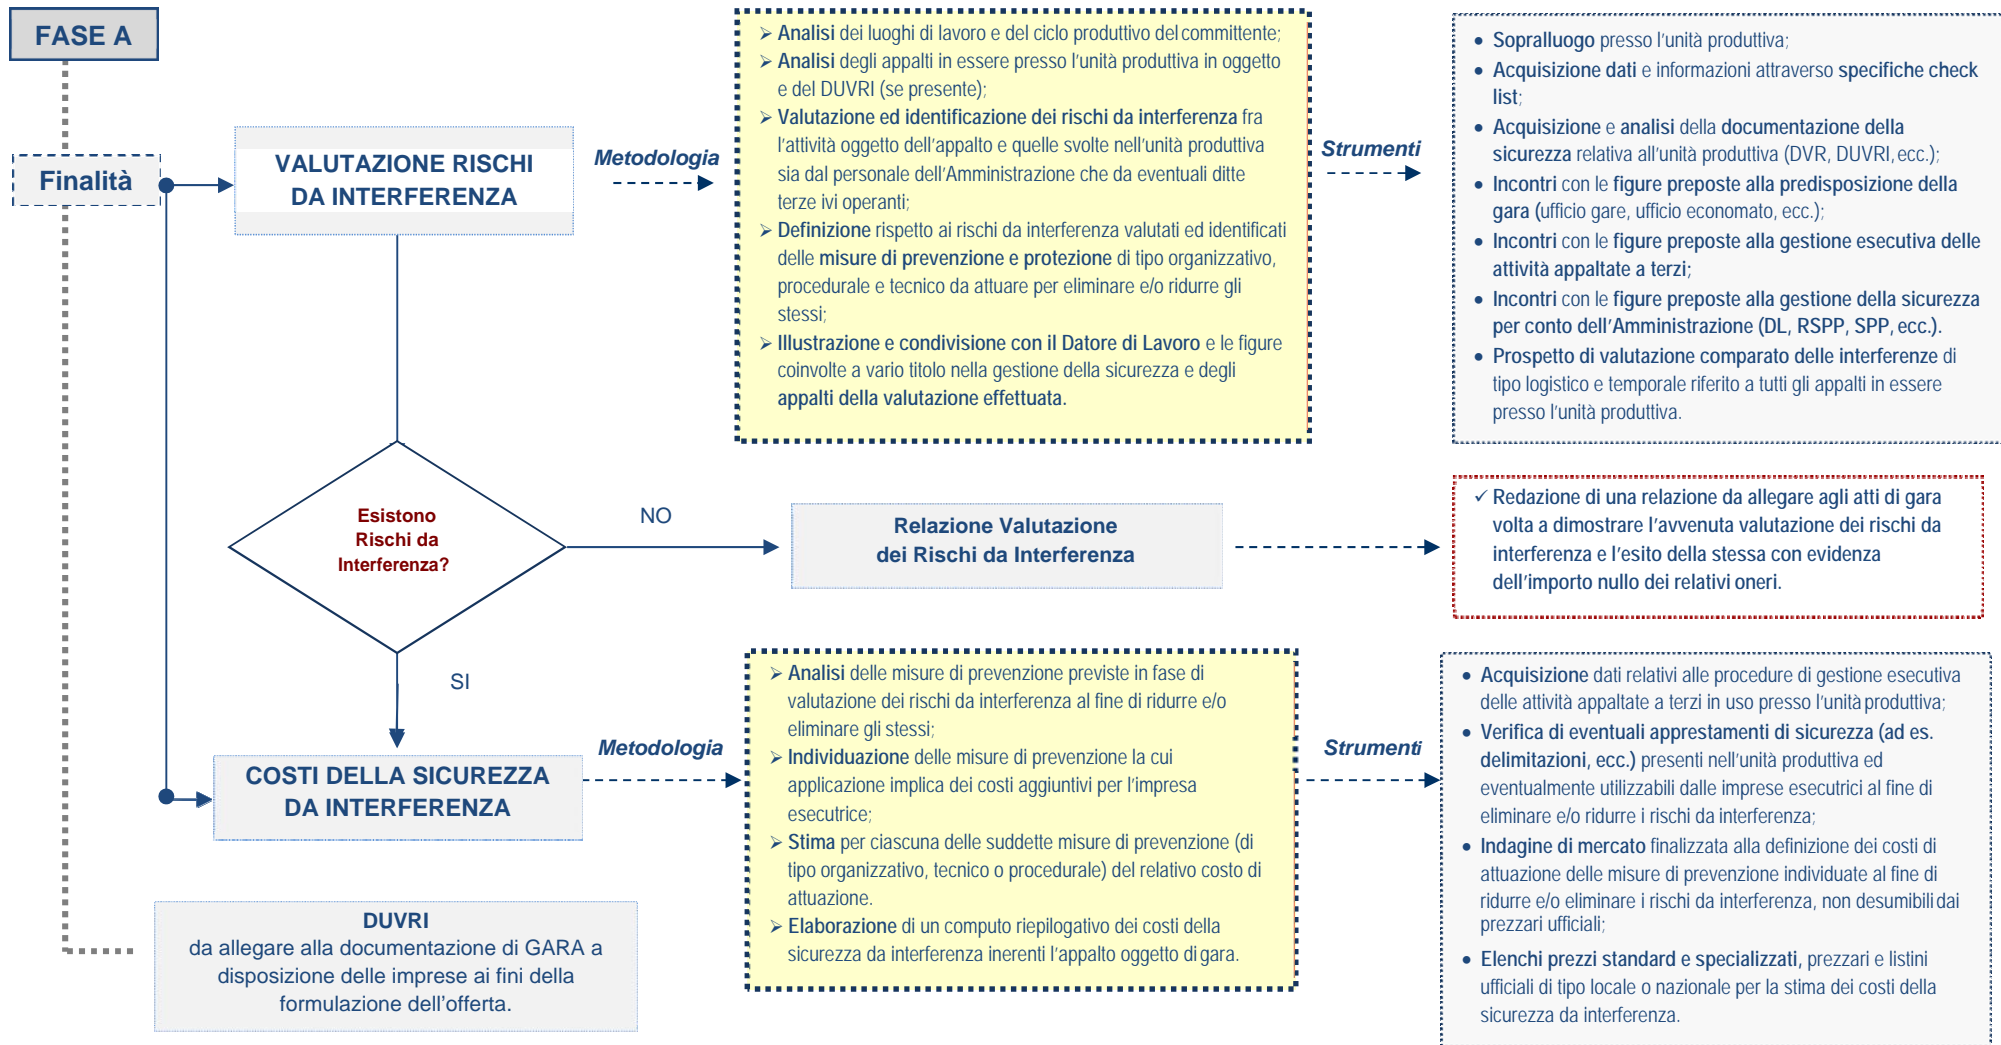 FASE A
Finalità
VALUTAZIONE RISCHI
DA INTERFERENZA
Metodologia
➢ Analisi dei luoghi di lavoro e del ciclo produttivo del committente;
➢ Analisi degli appalti in essere presso l'unità produttiva in oggetto
e del DUVRI (se presente);
➢ Valutazione ed identificazione dei rischi da interferenza fra
l'attività oggetto dell'appalto e quelle svolte nell'unità produttiva
sia dal personale dell'Amministrazione che da eventuali ditte
terze ivi operanti;
➢ Definizione rispetto ai rischi da interferenza valutati ed identificati
delle misure di prevenzione e protezione di tipo organizzativo,
procedurale e tecnico da attuare per eliminare e/o ridurre gli
stessi;
➢ Illustrazione e condivisione con il Datore di Lavoro e le figure
coinvolte a vario titolo nella gestione della sicurezza e degli
appalti della valutazione effettuata.
Strumenti
• Sopralluogo presso l'unità produttiva;
• Acquisizione dati e informazioni attraverso specifiche check
list;
• Acquisizione e analisi della documentazione della
sicurezza relativa all'unità produttiva (DVR, DUVRI, ecc.);
• Incontri con le figure preposte alla predisposizione della
gara (ufficio gare, ufficio economato, ecc.);
• Incontri con le figure preposte alla gestione esecutiva delle
attività appaltate a terzi;
• Incontri con le figure preposte alla gestione della sicurezza
per conto dell'Amministrazione (DL, RSPP, SPP, ecc.).
• Prospetto di valutazione comparato delle interferenze di
tipo logistico e temporale riferito a tutti gli appalti in essere
presso l'unità produttiva.
Esistono
Rischi da
Interferenza?
NO
Relazione Valutazione
dei Rischi da Interferenza
✓ Redazione di una relazione da allegare agli atti di gara
volta a dimostrare l'avvenuta valutazione dei rischi da
interferenza e l'esito della stessa con evidenza
dell'importo nullo dei relativi oneri.
SI
COSTI DELLA SICUREZZA
DA INTERFERENZA
Metodologia
➢ Analisi delle misure di prevenzione previste in fase di
valutazione dei rischi da interferenza al fine di ridurre e/o
eliminare gli stessi;
➢ Individuazione delle misure di prevenzione la cui
applicazione implica dei costi aggiuntivi per l'impresa
esecutrice;
➢ Stima per ciascuna delle suddette misure di prevenzione (di
tipo organizzativo, tecnico o procedurale) del relativo costo di
attuazione.
➢ Elaborazione di un computo riepilogativo dei costi della
sicurezza da interferenza inerenti l'appalto oggetto di gara.
Strumenti
• Acquisizione dati relativi alle procedure di gestione esecutiva
delle attività appaltate a terzi in uso presso l'unità produttiva;
• Verifica di eventuali apprestamenti di sicurezza (ad es.
delimitazioni, ecc.) presenti nell'unità produttiva ed
eventualmente utilizzabili dalle imprese esecutrici al fine di
eliminare e/o ridurre i rischi da interferenza;
• Indagine di mercato finalizzata alla definizione dei costi di
attuazione delle misure di prevenzione individuate al fine di
ridurre e/o eliminare i rischi da interferenza, non desumibili dai
prezzari ufficiali;
• Elenchi prezzi standard e specializzati, prezzari e listini
ufficiali di tipo locale o nazionale per la stima dei costi della
sicurezza da interferenza.
DUVRI
da allegare alla documentazione di GARA a
disposizione delle imprese ai fini della
formulazione dell'offerta.